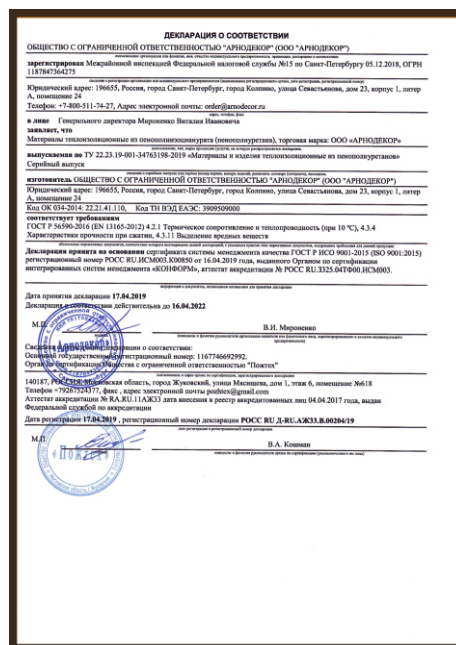 ДЕКЛАРАЦИЯ О СООТВЕТСТВИИ
ОБЩЕСТВО С ОГРАНИЧЕННОЙ ОТВЕТСТВЕННОСТЬЮ "АРНОДЕКОР" (ООО "АРНОДЕКОР")
зарегистрирован Межрайонной инспекцией Федеральной налоговой службы №15 по Санкт-Петербургу 05.12.2018, ОГРН
1187847364275
Юридический адрес: 196655, Россия, город Санкт-Петербург, город Колпино, улица Севастьянова, дом 23, корпус 1, литер
А, помещение 24
Телефон: +7-800-511-74-27, Адрес электронной почты: order@arnodecor.ru
в лице Генерального директора Мироненко Виталия Ивановича
заявляет, что
Материалы теплоизоляционные из пенополиизоцианурата (пенополиуретана), торговая марка: ООО «АРНОДЕКОР»
выпускаемая по ТУ 22.23.19-001-34763198-2019 «Материалы и изделия теплоизоляционные из пенополиуретанов»
Серийный выпуск
изготовитель ОБЩЕСТВО С ОГРАНИЧЕННОЙ ОТВЕТСТВЕННОСТЬЮ "АРНОДЕКОР" (ООО "АРНОДЕКОР")
Юридический адрес: 196655, Россия, город Санкт-Петербург, город Колпино, улица Севастьянова, дом 23, корпус 1, литер
А, помещение 24
Код ОК 034-2014: 22.21.41.110, Код ТН ВЭД ЕАЭС: 3909509000
соответствует требованиям
ГОСТ Р 56590-2016 (EN 13165-2012) 4.2.1 Термическое сопротивление и теплопроводность (при 10 °С), 4.3.4
Характеристики прочности при сжатии, 4.3.11 Выделение вредных веществ
Декларация принята на основании сертификата системы менеджмента качества ГОСТ Р ИСО 9001-2015 (ISO 9001:2015)
регистрационный номер РОСС RU.ИСМ003.К00850 от 16.04.2019 года, выданного Органом по сертификации
интегрированных систем менеджмента «КОНФОРМ», аттестат аккредитации № РОСС RU.З325.04ТФ00.ИСМ003.
Дата принятия декларации 17.04.2019
Декларация о соответствии действительна до 16.04.2022
М.П.
В.И. Мироненко
Сведения о регистрации декларации о соответствии:
Основной государственный регистрационный номер: 1167746692992.
Орган по сертификации Общества с ограниченной ответственностью "Пожтех"
140187, РОССИЯ, Московская область, город Жуковский, улица Мясищева, дом 1, этаж 6, помещение №618
Телефон +79267524377, факс , адрес электронной почты pozhtex@gmail.com
Аттестат аккредитации № RA.RU.11АЖ33 дата внесения в реестр аккредитованных лиц 04.04.2017 года, выдан
Федеральной службой по аккредитации
Дата регистрации 17.04.2019 , регистрационный номер декларации РОСС RU Д-RU.АЖ33.В.00204/19
М.П.
В.А. Кошман
«Пожтех»